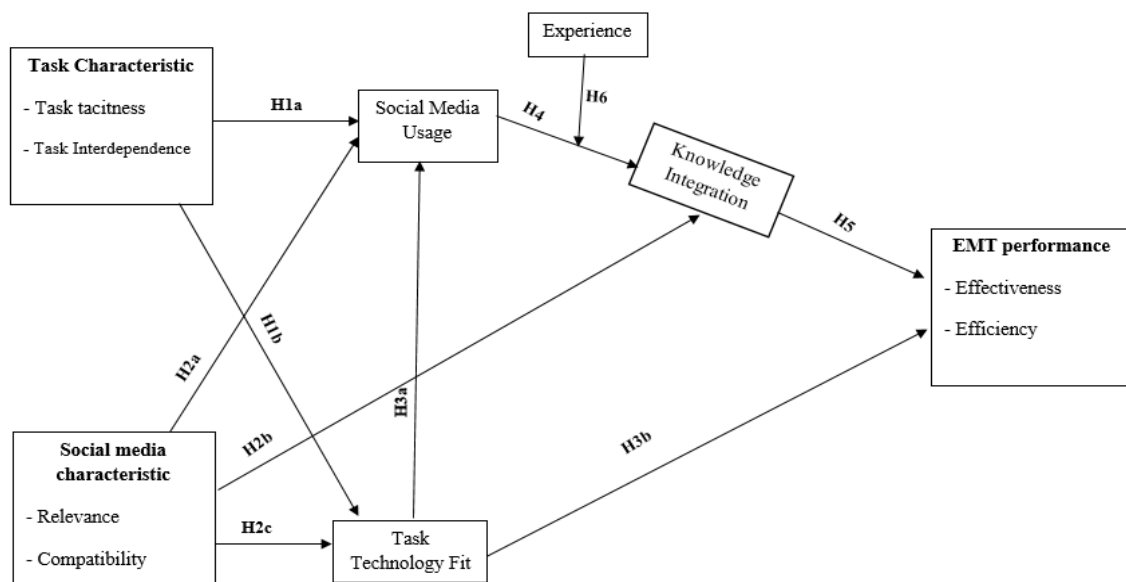 Experience
Task Characteristic
- Task tacitness
- Task Interdependence
H1a
Social Media
Usage
H4
H6
Knowledge
Integration
H5
EMT performance
- Effectiveness
- Efficiency
H1b
H2a
H3a
H2b
H3b
Social media
characteristic
- Relevance
- Compatibility
H2c
Task
Technology Fit